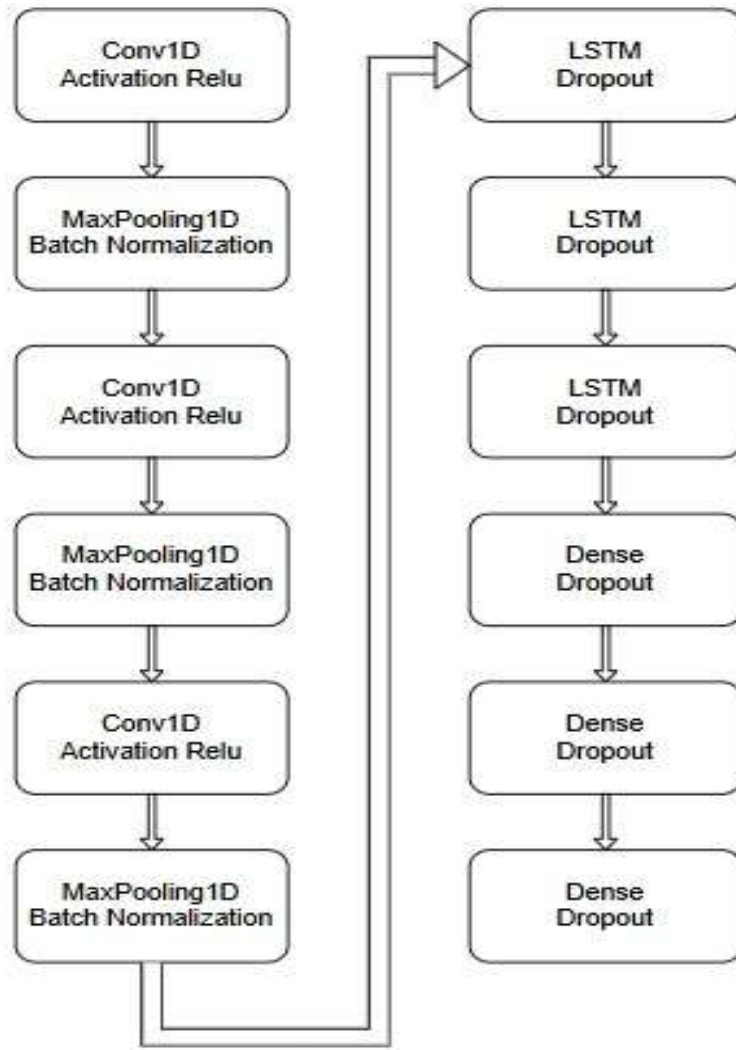 Conv1D
Activation Relu
MaxPooling1D
Batch Normalization
Conv1D
Activation Relu
MaxPooling1D
Batch Normalization
Conv1D
Activation Relu
MaxPooling1D
Batch Normalization
LSTM
Dropout
LSTM
Dropout
LSTM
Dropout
Dense
Dropout
Dense
Dropout
Dense
Dropout